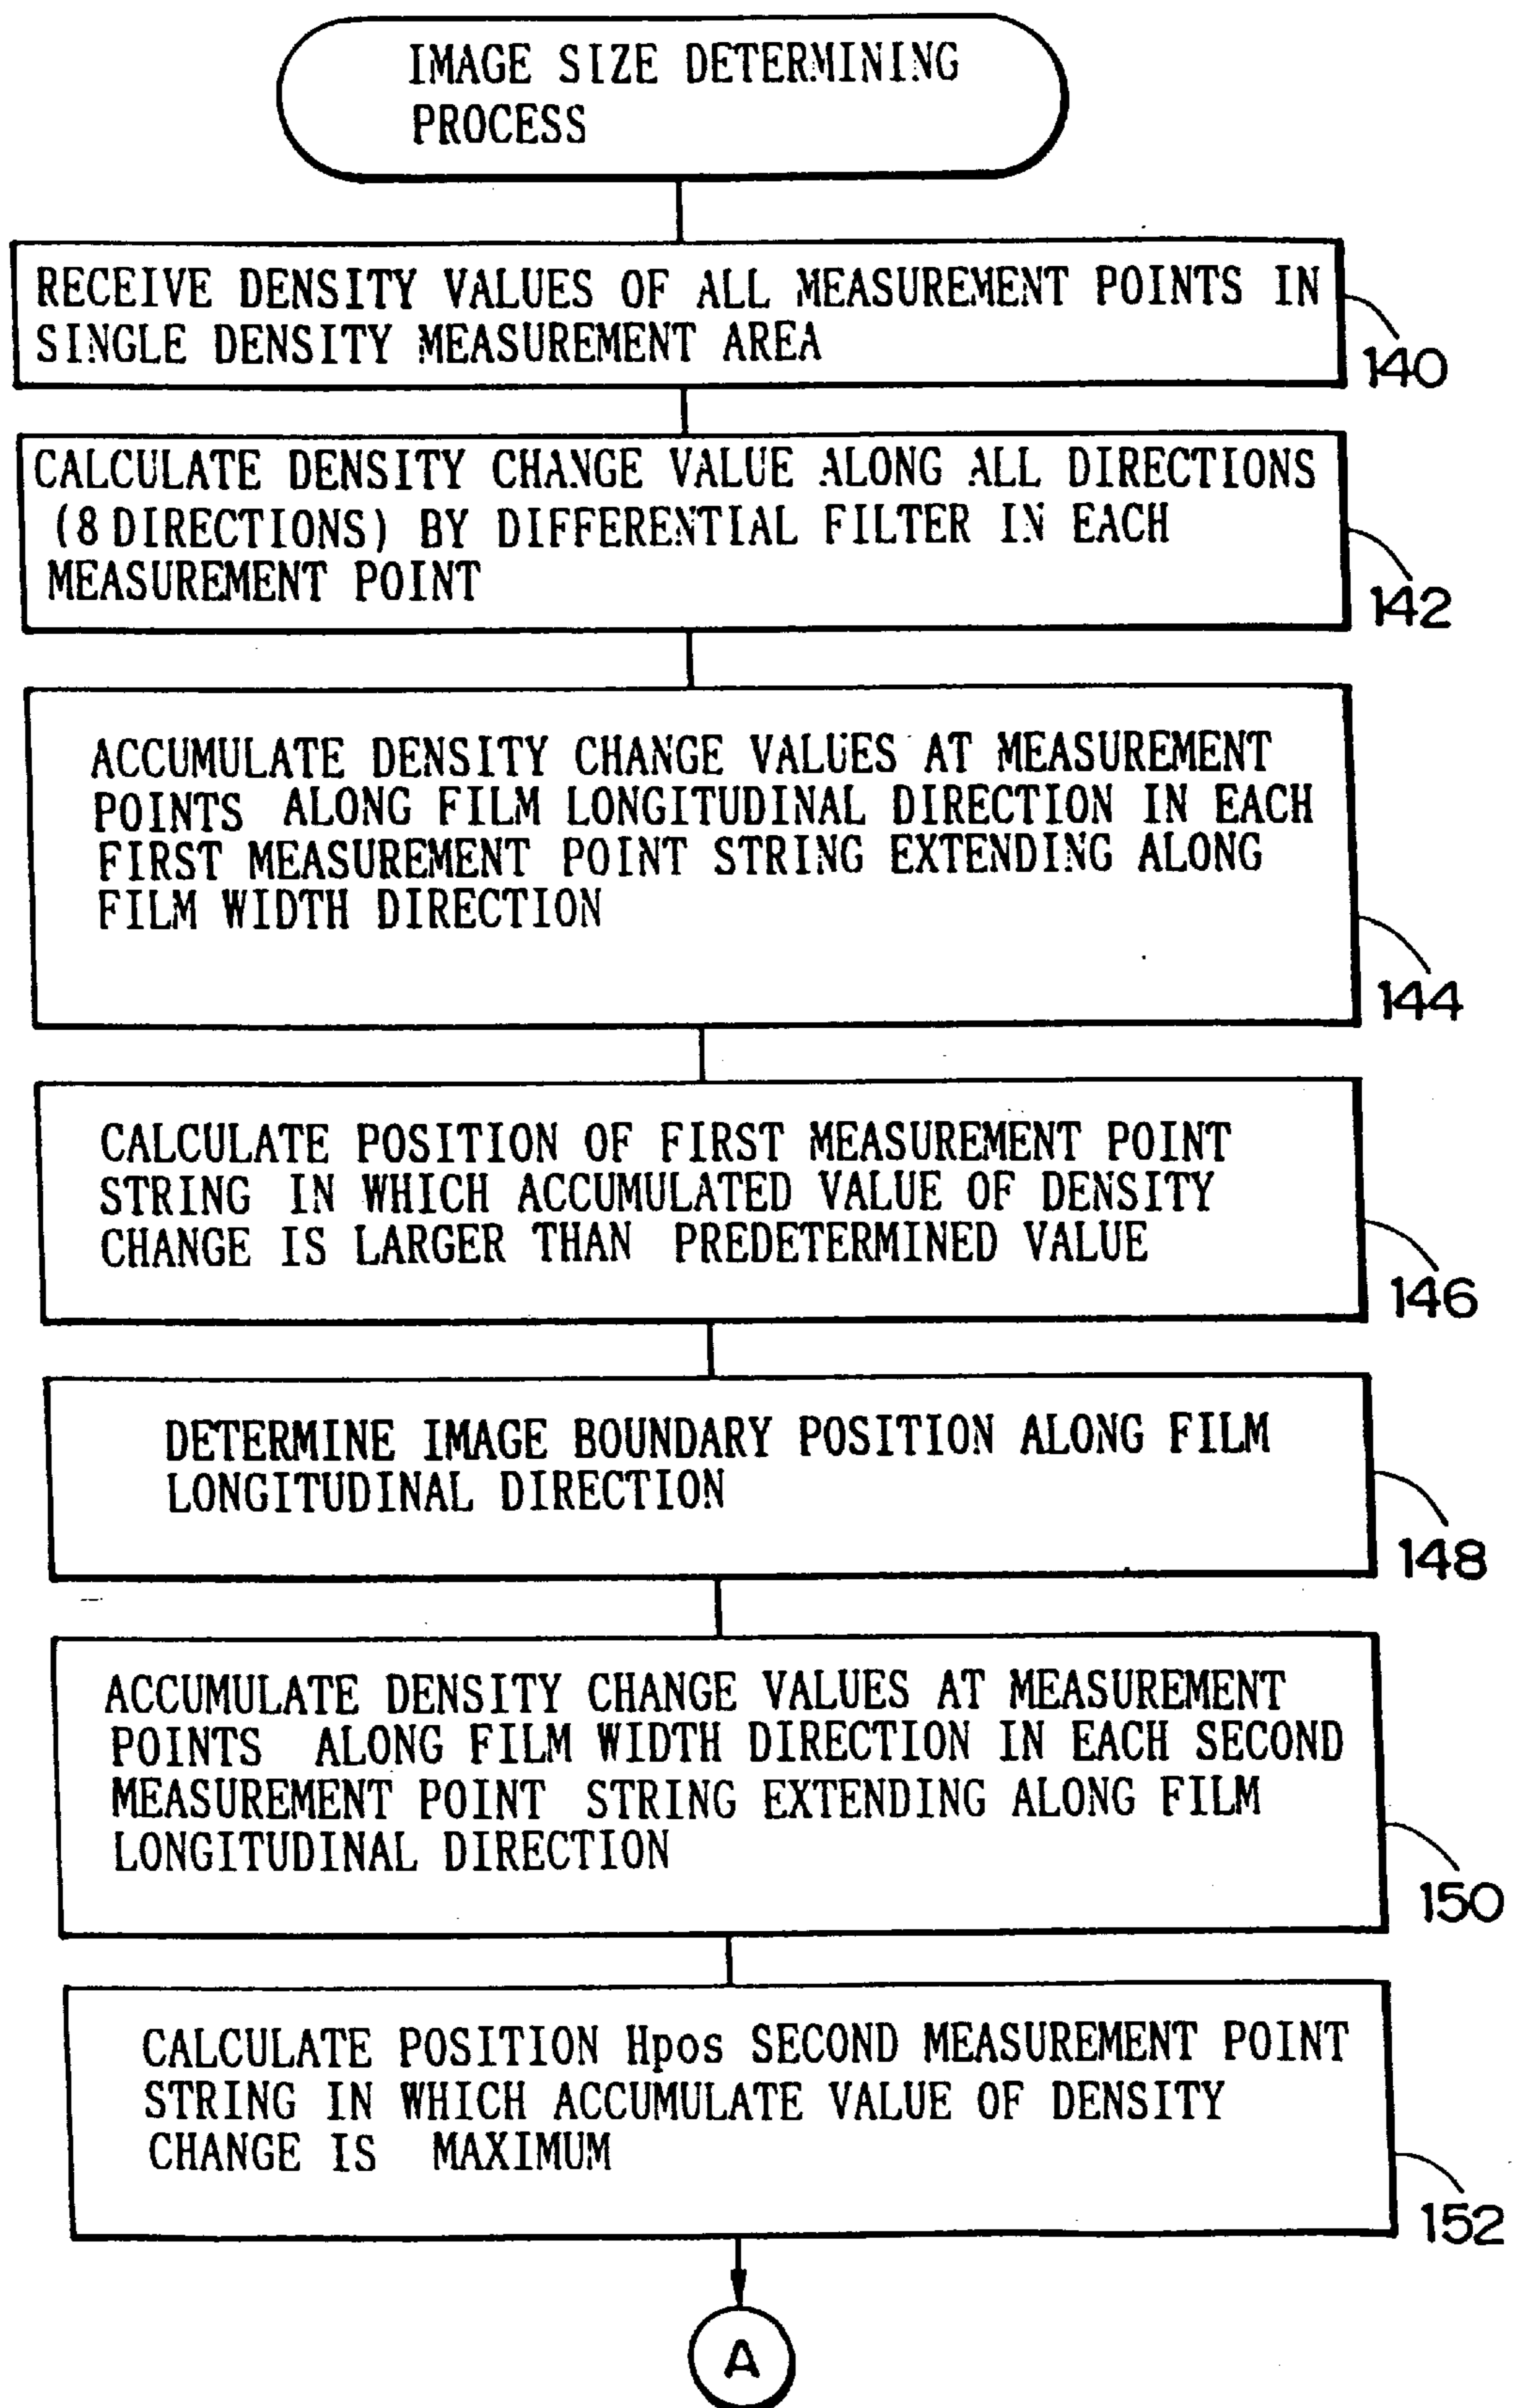 IMAGE SIZE DETERMINING
PROCESS
RECEIVE DENSITY VALUES OF ALL MEASUREMENT POINTS IN
SINGLE DENSITY MEASUREMENT AREA
140
CALCULATE DENSITY CHANGE VALUE ALONG ALL DIRECTIONS
(8 DIRECTIONS) BY DIFFERENTIAL FILTER IN EACH
MEASUREMENT POINT
142
ACCUMULATE DENSITY CHANGE VALUES AT MEASUREMENT
POINTS ALONG FILM LONGITUDINAL DIRECTION IN EACH
FIRST MEASUREMENT POINT STRING EXTENDING ALONG
FILM WIDTH DIRECTION
144
CALCULATE POSITION OF FIRST MEASUREMENT POINT
STRING IN WHICH ACCUMULATED VALUE OF DENSITY
CHANGE IS LARGER THAN PREDETERMINED VALUE
146
DETERMINE IMAGE BOUNDARY POSITION ALONG FILM
LONGITUDINAL DIRECTION
148
ACCUMULATE DENSITY CHANGE VALUES AT MEASUREMENT
POINTS ALONG FILM WIDTH DIRECTION IN EACH SECOND
MEASUREMENT POINT STRING EXTENDING ALONG FILM
LONGITUDINAL DIRECTION
150
CALCULATE POSITION Hpos SECOND MEASUREMENT POINT
STRING IN WHICH ACCUMULATE VALUE OF DENSITY
CHANGE IS MAXIMUM
152
A